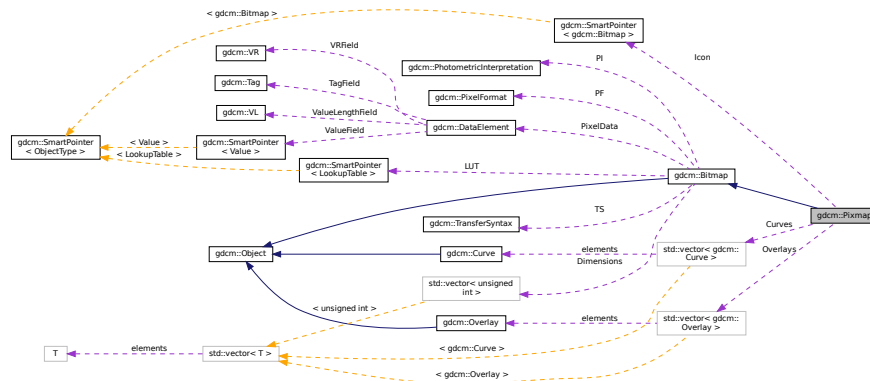 < gdcm::Bitmap >
gdcm::SmartPointer
< gdcm::Bitmap >
VRField
gdcm::VR
PI
Icon
gdcm::PhotometricInterpretation
gdcm::Tag
TagField
PF
gdcm::PixelFormat
gdcm::VL
ValueLengthField
gdcm::DataElement
PixelData
ValueField
gdcm::SmartPointer
< ObjectType >
< Value >
gdcm::SmartPointer
< Value >
< LookupTable >
gdcm::SmartPointer
< LookupTable >
LUT
gdcm::Bitmap
TS
gdcm::Pixmap
gdcm::TransferSyntax
Curves
gdcm::Object
gdcm::Curve
elements
std::vector< gdcm::
Curve >
Overlays
Dimensions
std::vector< unsigned
int >
< unsigned int >
gdcm::Overlay
elements
std::vector< gdcm::
Overlay >
T
elements
std::vector< T >
< gdcm::Curve >
< gdcm::Overlay >